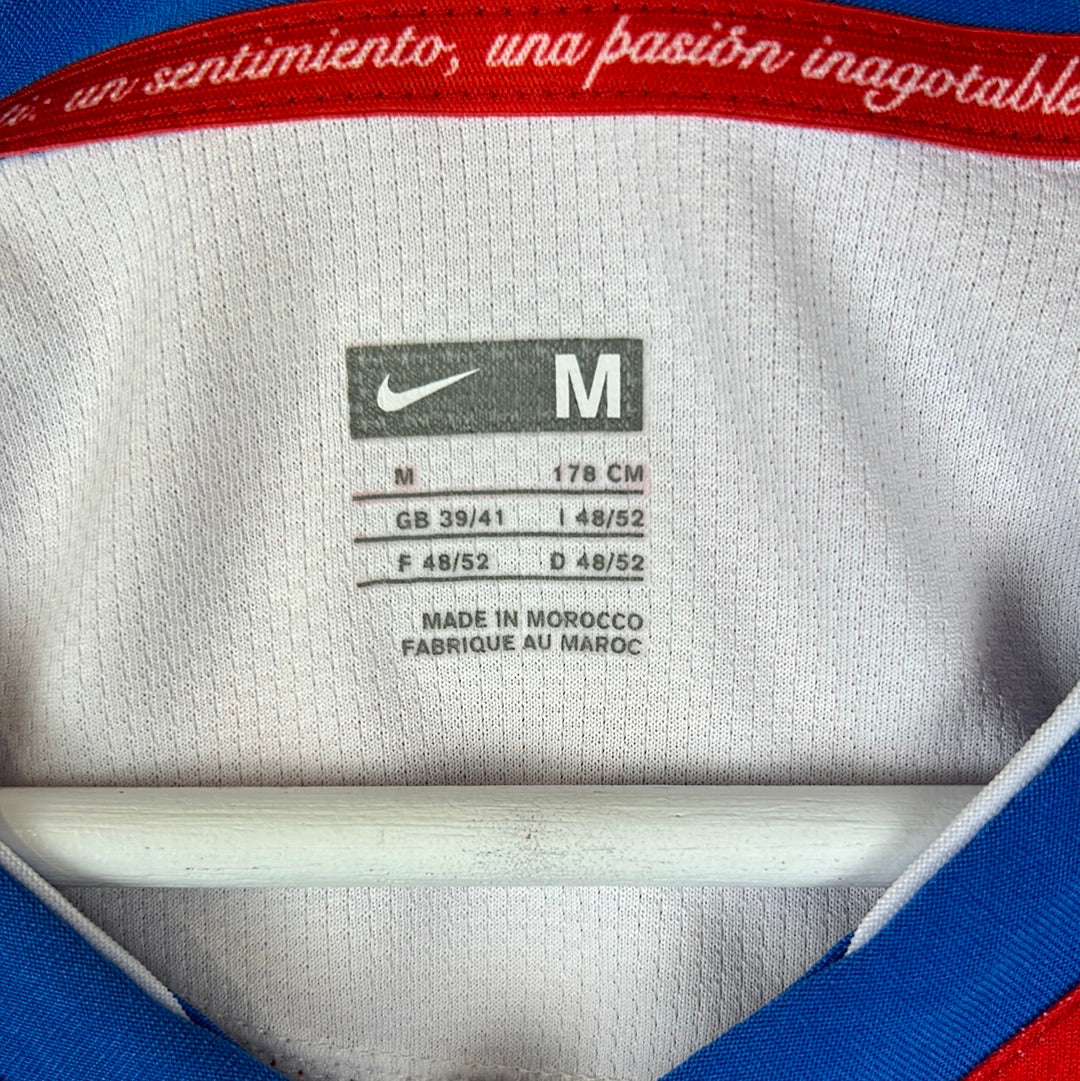 un sentimiento, una pasión inagotable
M
M 178 CM
GB 39/41 I 48/52
F 48/52 D 48/52
MADE IN MOROCCO
FABRIQUE AU MAROC